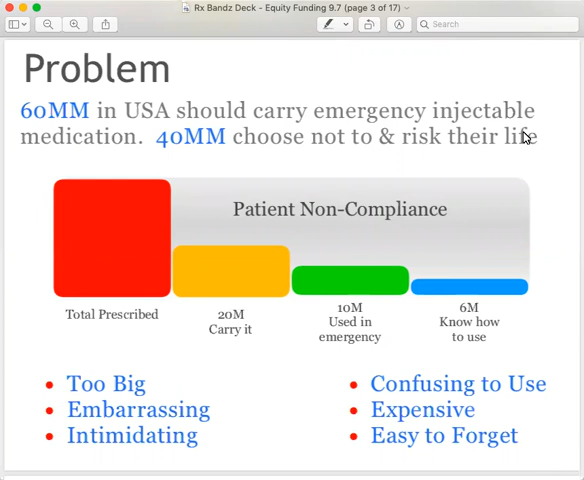 Rx Bandz Deck - Equity Funding 9.7 (page 3 of 17)
Search
Problem
60MM in USA should carry emergency injectable
medication. 40MM choose not to & risk their life
Patient Non-Compliance
Total Prescribed
20M
Carry it
10M
Used in
emergency
6M
Know how
to use
Too Big
Embarrassing
Intimidating
Confusing to Use
Expensive
Easy to Forget